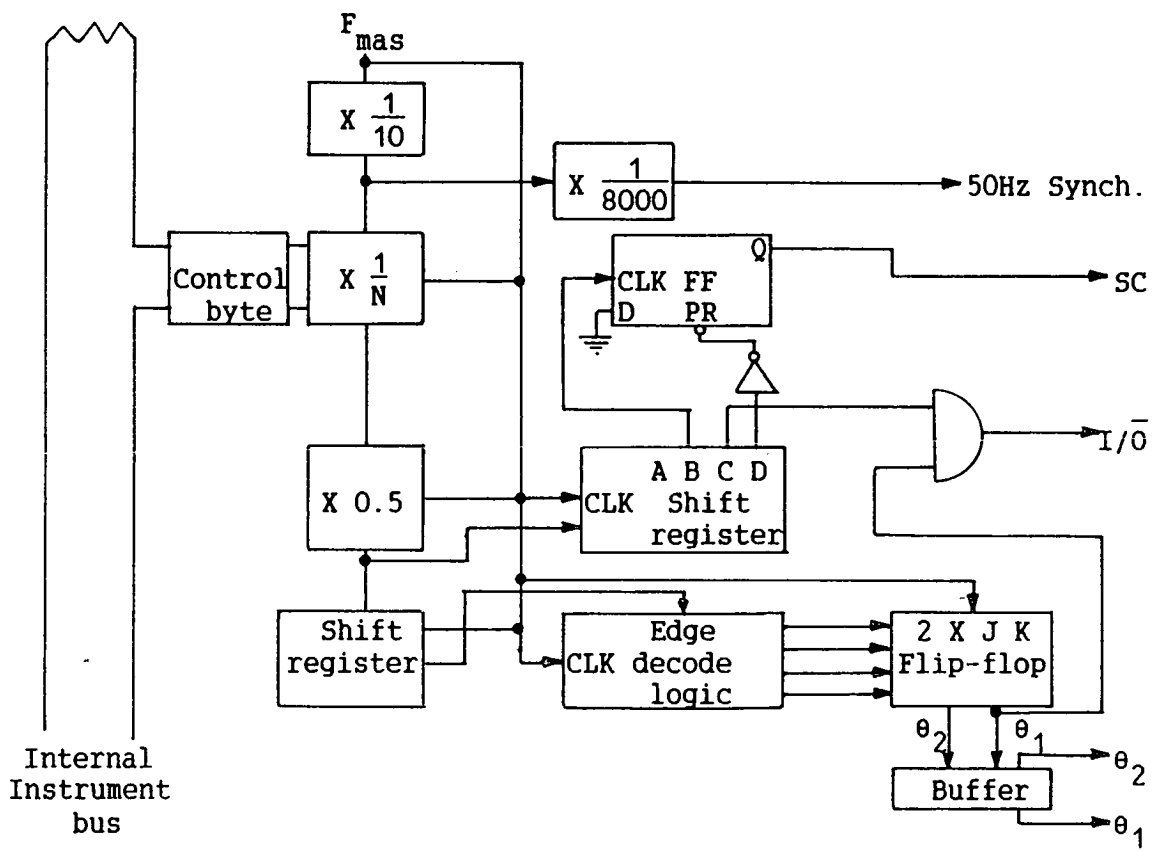 F mas
X 1/10
X 1/8000
50Hz Synch.
Control
byte
X 1/N
Q
CLK FF
D PR
SC
I/O̅
X 0.5
A B C D
CLK Shift
register
Shift
register
Edge
CLK decode
logic
2 X J K
Flip-flop
θ2
θ1
Buffer
θ2
θ1
Internal
Instrument
bus